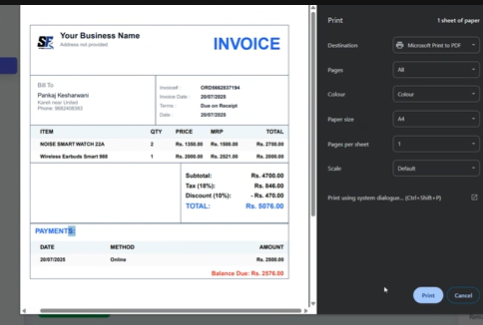 Your Business Name
Address not provided
INVOICE
Bill To
Pankaj Kesharwani
Kareli near United
Phone:
Invoice#
Invoice Date: 20/07/2025
Terms : Due on Receipt
Date : 20/07/2025
ITEM QTY PRICE MRP TOTAL
NOISE SMART WATCH 22A 2 Rs. 1350.00 Rs. 1500.00 Rs. 2700.00
Wireless Earbuds Smart 1 Rs. 2000.00 Rs. 2021.00 Rs. 2000.00
Subtotal: Rs. 4700.00
Tax (18%): Rs. 846.00
Discount (10%): - Rs. 470.00
TOTAL: Rs. 5076.00
PAYMENTS:
DATE METHOD AMOUNT
20/07/2025 Online Rs. 2500.00
Balance Due: Rs. 2576.00
Print 1 sheet of paper
Destination Microsoft Print to PDF
Pages All
Colour Colour
Paper size A4
Pages per sheet 1
Scale Default
Print using system dialogue... (Ctrl+Shift+P)
Print Cancel